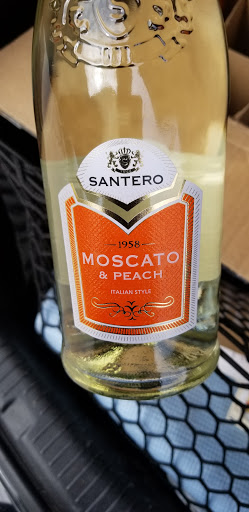 SANTERO
1958
MOSCATO
& PEACH
ITALIAN STYLE